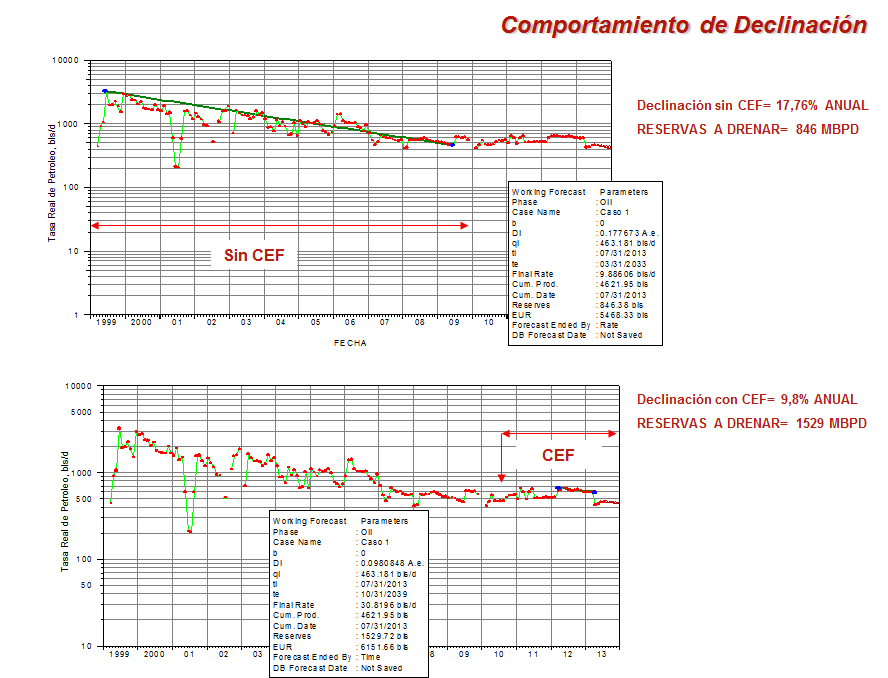 Comportamiento de Declinación
10000
1000
100
10
1
Tasa Real de Petroleo, bls/d
Sin CEF
1999 2000 01 02 03 04 05 06 07 08 09 10
FECHA
Working Forecast Parameters
Phase : Oil
Case Name : Caso 1
b : 0
Di : 0.177673 A.e.
qi : 463.181 bls/d
ti : 07/31/2013
te : 03/31/2033
Final Rate : 9.88606 bls/d
Cum. Prod. : 4621.95 bls
Cum. Date : 07/31/2013
Reserves : 846.38 bls
EUR : 5468.33 bls
Forecast Ended By : Rate
DB Forecast Date : Not Saved
Declinación sin CEF= 17,76% ANUAL
RESERVAS A DRENAR= 846 MBPD
10000
5000
1000
500
100
50
10
Tasa Real de Petroleo, bls/d
CEF
1999 2000 01 02 03 8 09 10 11 12 13
Working Forecast Parameters
Phase : Oil
Case Name : Caso 1
b : 0
Di : 0.0980848 A.e.
qi : 463.181 bls/d
ti : 07/31/2013
te : 10/31/2039
Final Rate : 30.8196 bls/d
Cum. Prod. : 4621.95 bls
Cum. Date : 07/31/2013
Reserves : 1529.72 bls
EUR : 6151.66 bls
Forecast Ended By : Time
DB Forecast Date : Not Saved
Declinación con CEF= 9,8% ANUAL
RESERVAS A DRENAR= 1529 MBPD